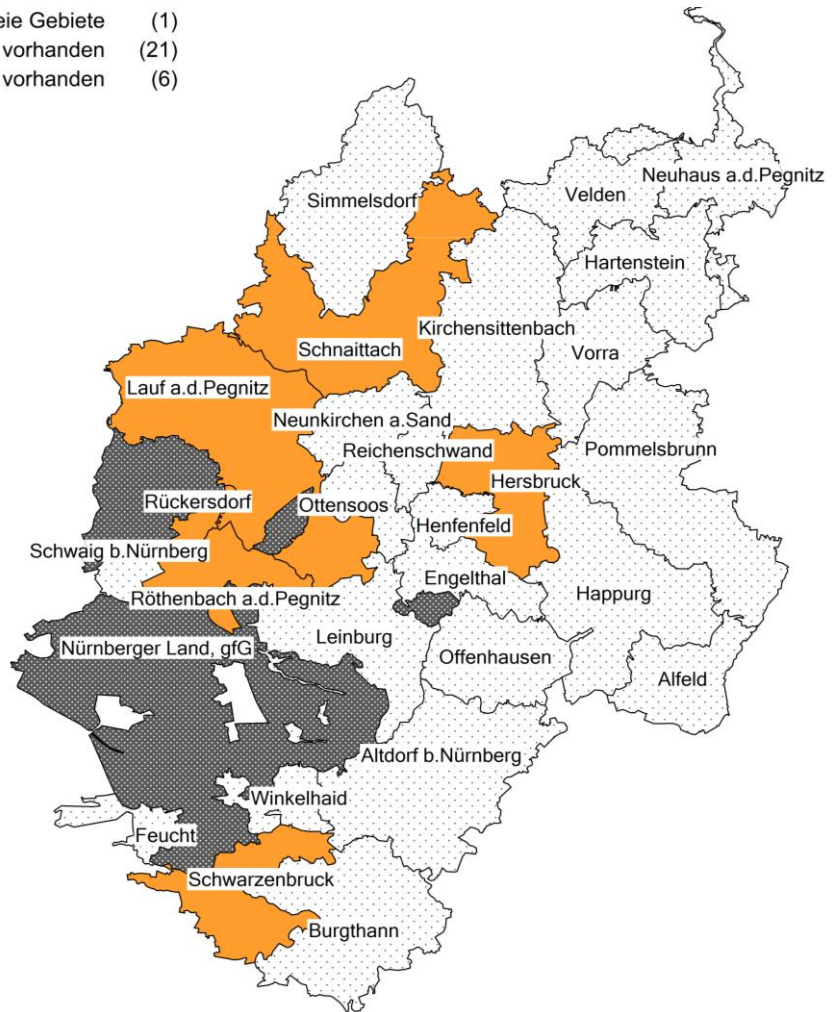 eie Gebiete (1)
vorhanden (21)
vorhanden (6)
Neuhaus a.d.Pegnitz
Velden
Simmelsdorf
Hartenstein
Kirchensittenbach
Schnaittach
Vorra
Lauf a.d.Pegnitz
Neunkirchen a.Sand
Reichenschwand
Pommelsbrunn
Hersbruck
Rückersdorf
Ottensoos
Henfenfeld
Schwaig b.Nürnberg
Engelthal
Röthenbach a.d.Pegnitz
Happurg
Leinburg
Nürnberger Land, gfG
Offenhausen
Alfeld
Altdorf b.Nürnberg
Winkelhaid
Feucht
Schwarzenbruck
Burgthann